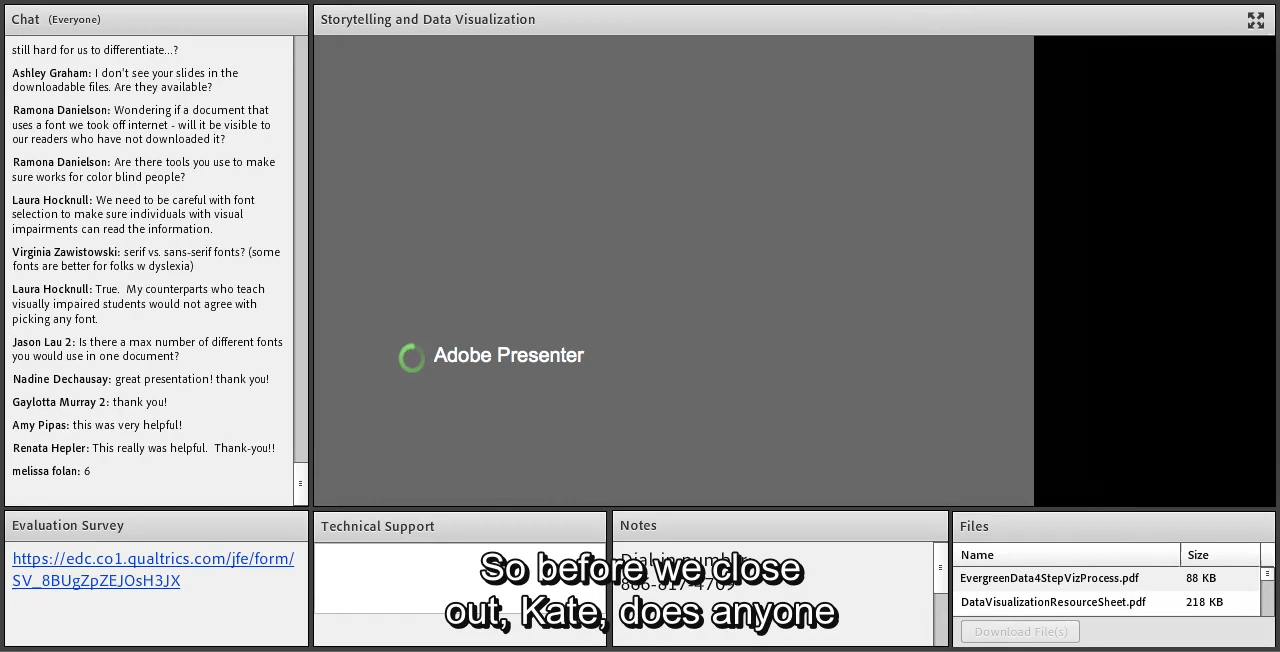 Chat (Everyone)
still hard for us to differentiate...?
Ashley Graham: I don't see your slides in the
downloadable files. Are they available?
Ramona Danielson: Wondering if a document that
uses a font we took off internet - will it be visible to
our readers who have not downloaded it?
Ramona Danielson: Are there tools you use to make
sure works for color blind people?
Laura Hocknull: We need to be careful with font
selection to make sure individuals with visual
impairments can read the information.
Virginia Zawistowski: serif vs. sans-serif fonts? (some
fonts are better for folks w dyslexia)
Laura Hocknull: True.  My counterparts who teach
visually impaired students would not agree with
picking any font.
Jason Lau 2: Is there a max number of different fonts
you would use in one document?
Nadine Dechausay: great presentation! thank you!
Gaylotta Murray 2: thank you!
Amy Pipas: this was very helpful!
Renata Hepler: This really was helpful.  Thank-you!!
melissa folan: 6
Storytelling and Data Visualization
Adobe Presenter
Evaluation Survey
https://edc.co1.qualtrics.com/jfe/form/
SV_8BUgZpZEJOsH3JX
Technical Support
Notes
Dial-in number
So before we close
out, Kate, does anyone
Files
Name Size
EvergreenData4StepVizProcess.pdf 88 KB
DataVisualizationResourceSheet.pdf 218 KB
Download File(s)